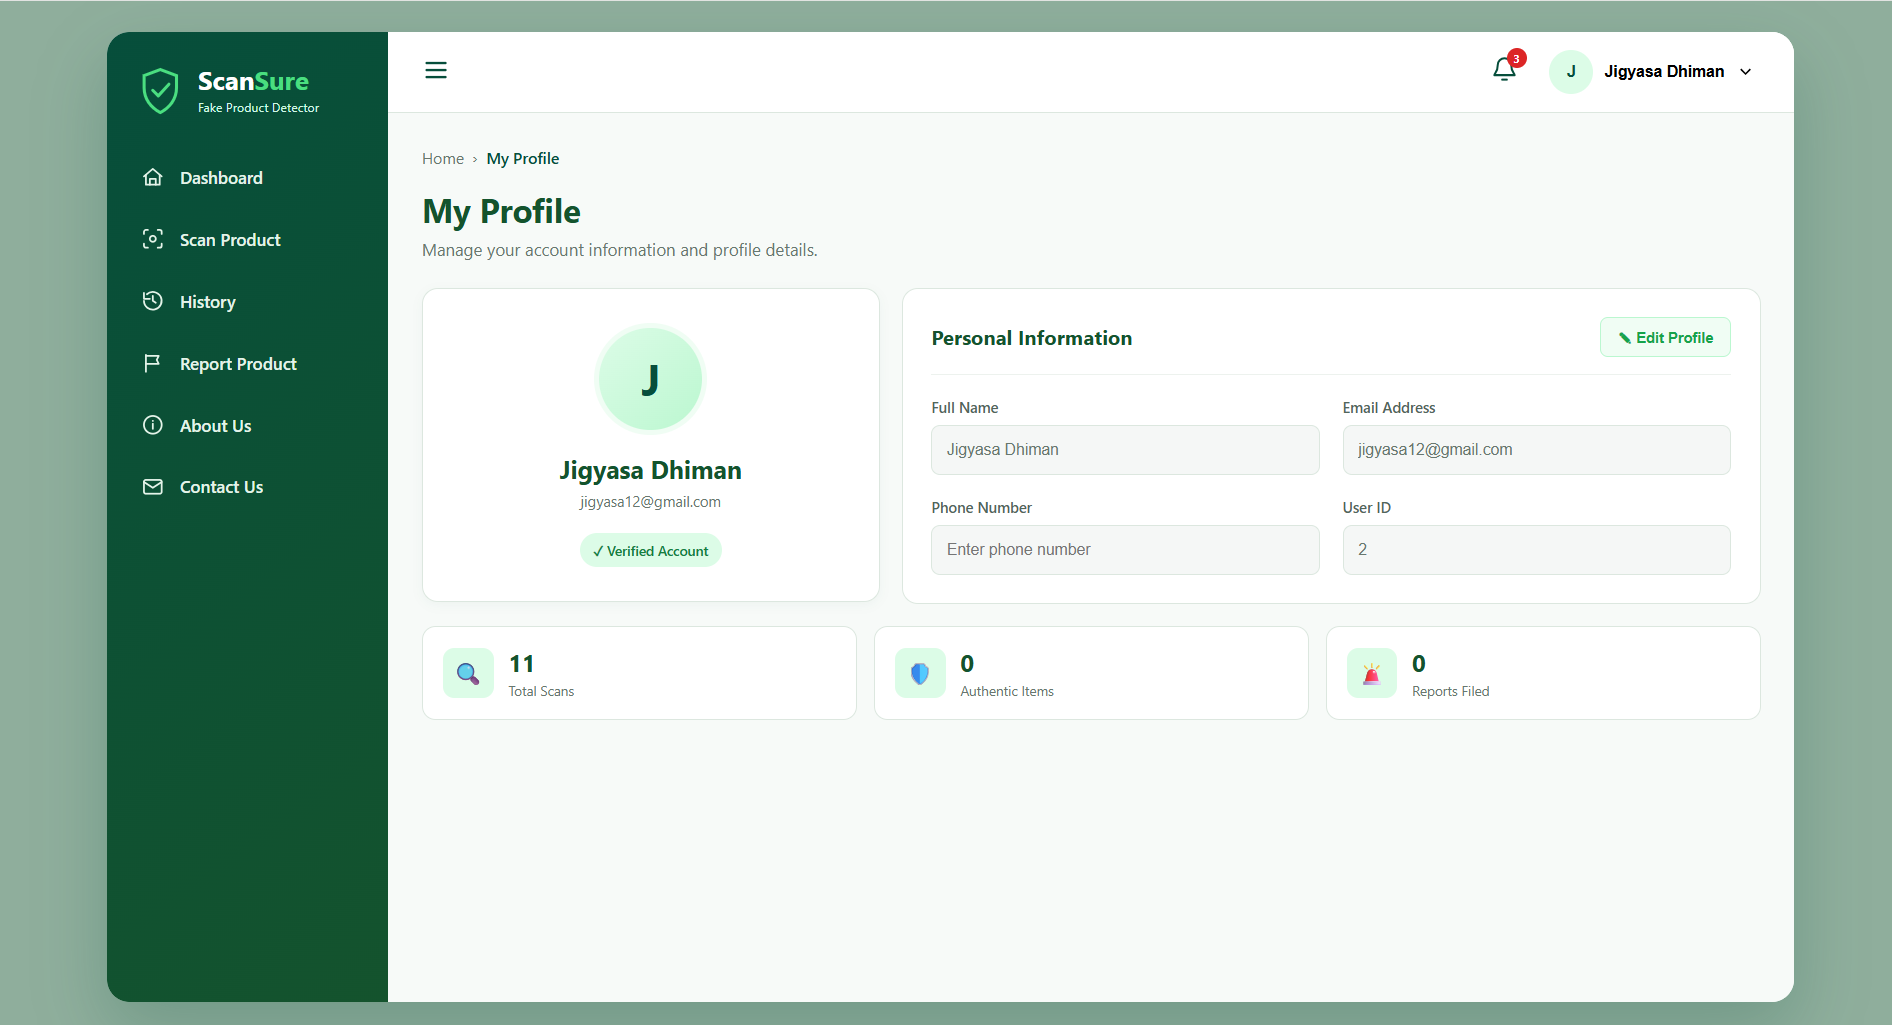 ScanSure
Fake Product Detector
Dashboard
Scan Product
History
Report Product
About Us
Contact Us
3
J
Jigyasa Dhiman
Home › My Profile
My Profile
Manage your account information and profile details.
J
Jigyasa Dhiman
jigyasa12@gmail.com
✓ Verified Account
Personal Information
Edit Profile
Full Name
Jigyasa Dhiman
Email Address
jigyasa12@gmail.com
Phone Number
Enter phone number
User ID
2
11
Total Scans
0
Authentic Items
0
Reports Filed